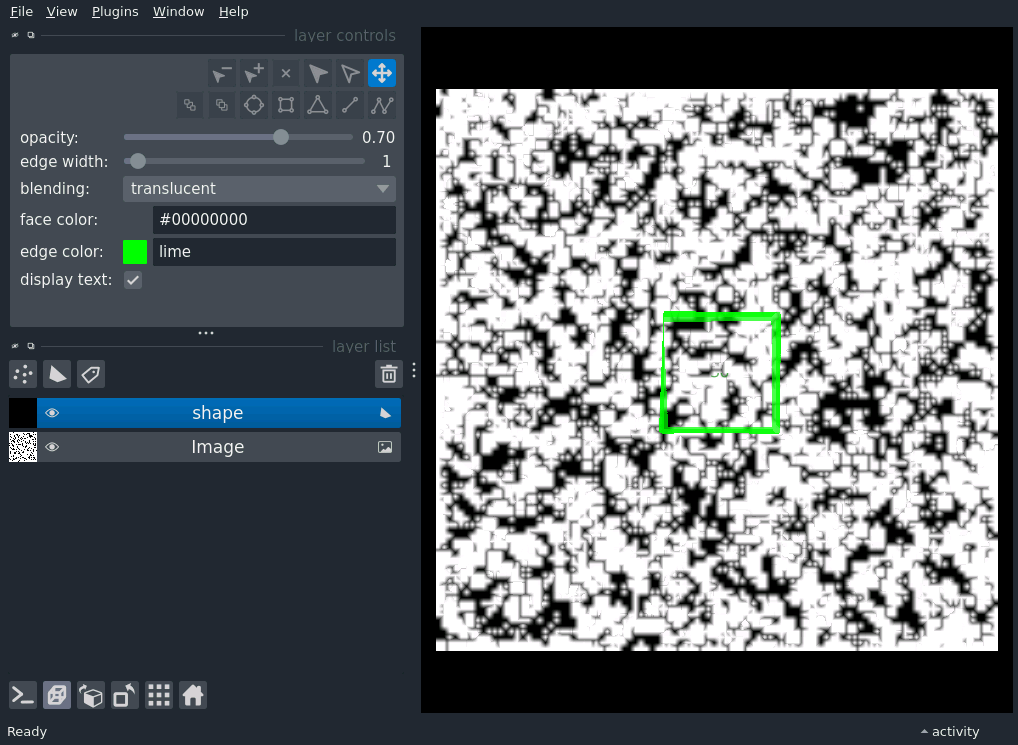 File View Plugins Window Help
layer controls
opacity: 0.70
edge width: 1
blending: translucent
face color: #00000000
edge color: lime
display text:
layer list
shape
Image
Ready
activity